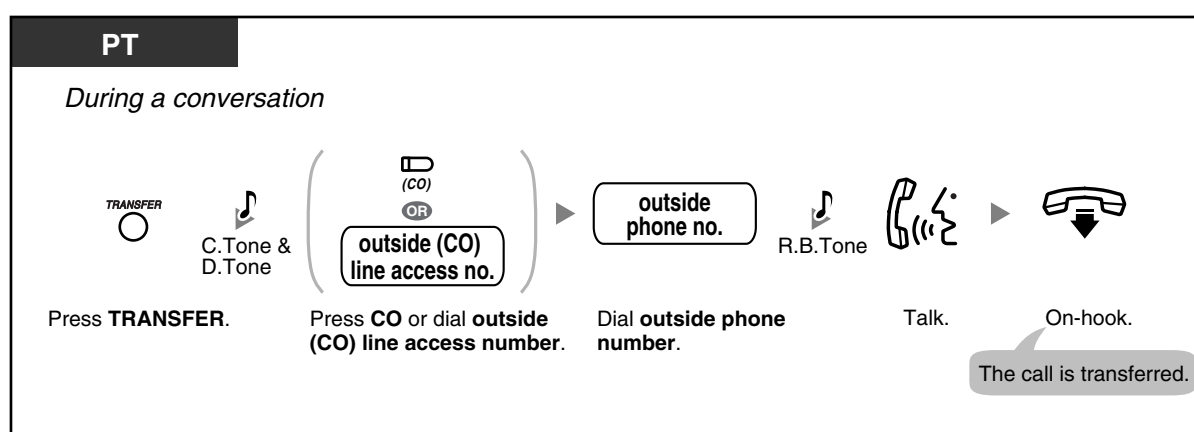 PT
During a conversation
TRANSFER
C.Tone &
D.Tone
(CO)
OR
outside (CO)
line access no.
outside
phone no.
R.B.Tone
Press TRANSFER.
Press CO or dial outside
(CO) line access number.
Dial outside phone
number.
Talk.
On-hook.
The call is transferred.